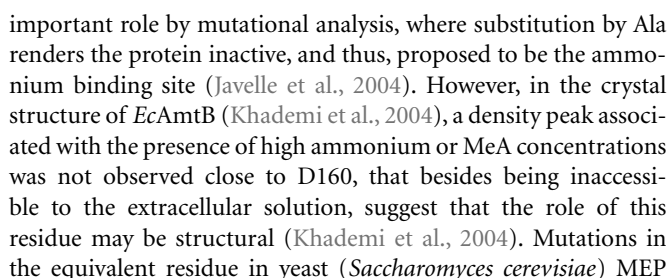 important role by mutational analysis, where substitution by Ala
renders the protein inactive, and thus, proposed to be the ammo-
nium binding site (Javelle et al., 2004). However, in the crystal
structure of EcAmtB (Khademi et al., 2004), a density peak associ-
ated with the presence of high ammonium or MeA concentrations
was not observed close to D160, that besides being inaccessi-
ble to the extracellular solution, suggest that the role of this
residue may be structural (Khademi et al., 2004). Mutations in
the equivalent residue in yeast (Saccharomyces cerevisiae) MEP